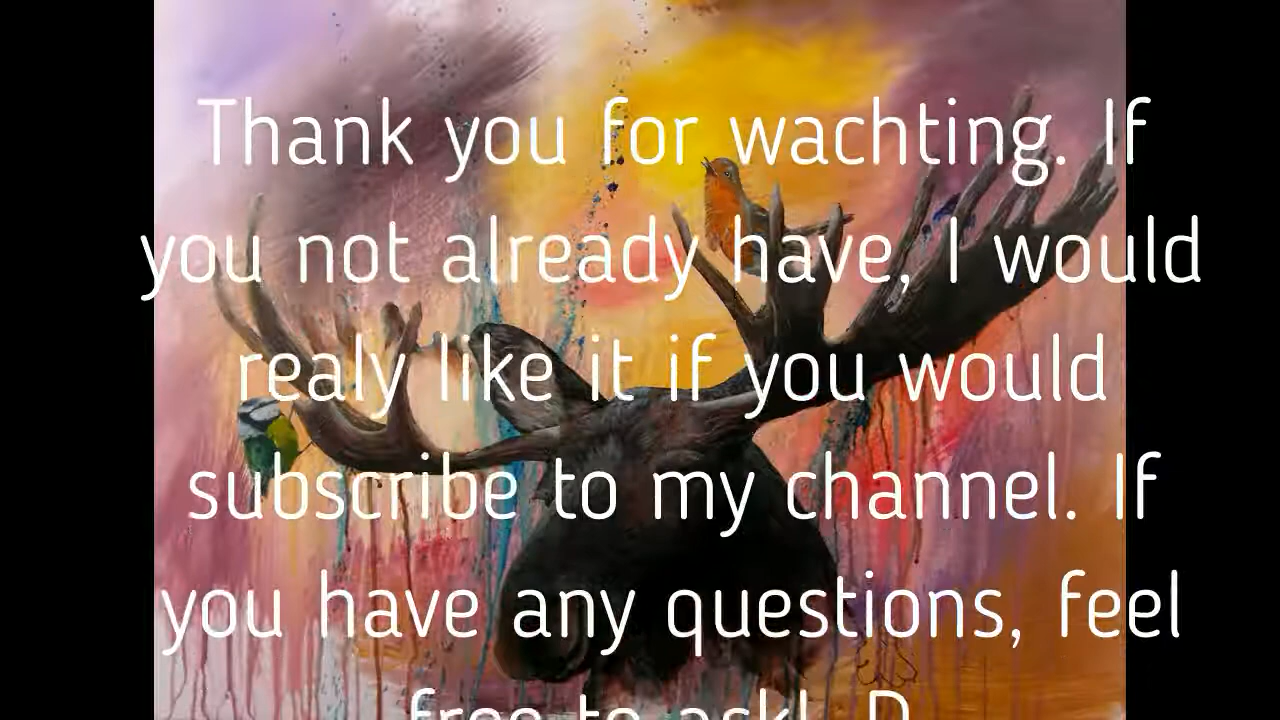 Thank you for wachting. If
you not already have, I would
realy like it if you would
subscribe to my channel. If
you have any questions, feel
free to ask!